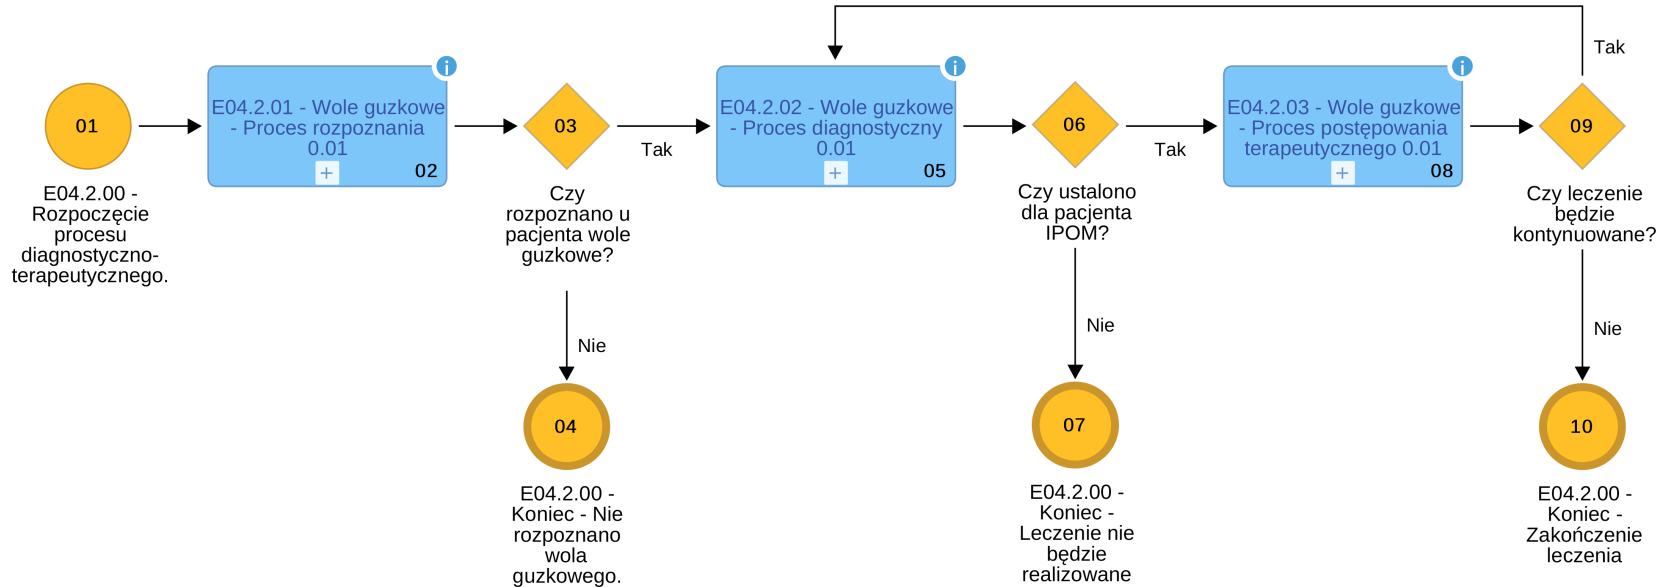 Tak
01
E04.2.00 -
Rozpoczęcie
procesu
diagnostyczno-
terapeutycznego.
E04.2.01 - Wole guzkowe
- Proces rozpoznania
0.01
+
02
i
03
Czy
rozpoznano u
pacjenta wole
guzkowe?
Tak
Nie
04
E04.2.00 -
Koniec - Nie
rozpoznano
wola
guzkowego.
E04.2.02 - Wole guzkowe
- Proces diagnostyczny
0.01
+
05
i
06
Czy ustalono
dla pacjenta
IPOM?
Tak
Nie
07
E04.2.00 -
Koniec -
Leczenie nie
będzie
realizowane
E04.2.03 - Wole guzkowe
- Proces postępowania
terapeutycznego 0.01
+
08
i
09
Czy leczenie
będzie
kontynuowane?
Nie
10
E04.2.00 -
Koniec -
Zakończenie
leczenia